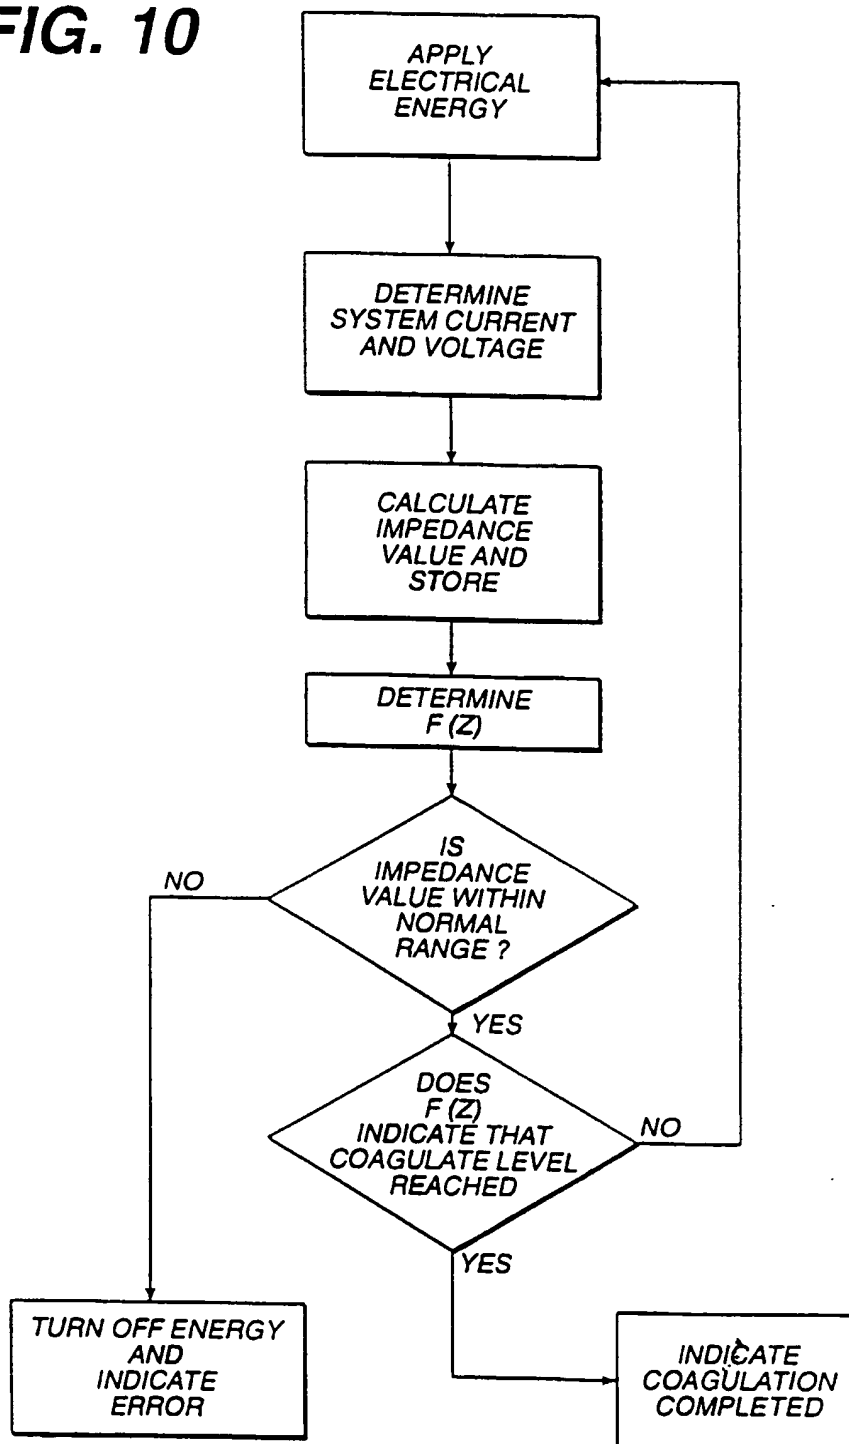 FIG. 10
APPLY
ELECTRICAL
ENERGY
DETERMINE
SYSTEM CURRENT
AND VOLTAGE
CALCULATE
IMPEDANCE
VALUE AND
STORE
DETERMINE
F (Z)
IS
IMPEDANCE
VALUE WITHIN
NORMAL
RANGE ?
NO
YES
DOES
F (Z)
INDICATE THAT
COAGULATE LEVEL
REACHED
NO
YES
TURN OFF ENERGY
AND
INDICATE
ERROR
INDICATE
COAGULATION
COMPLETED